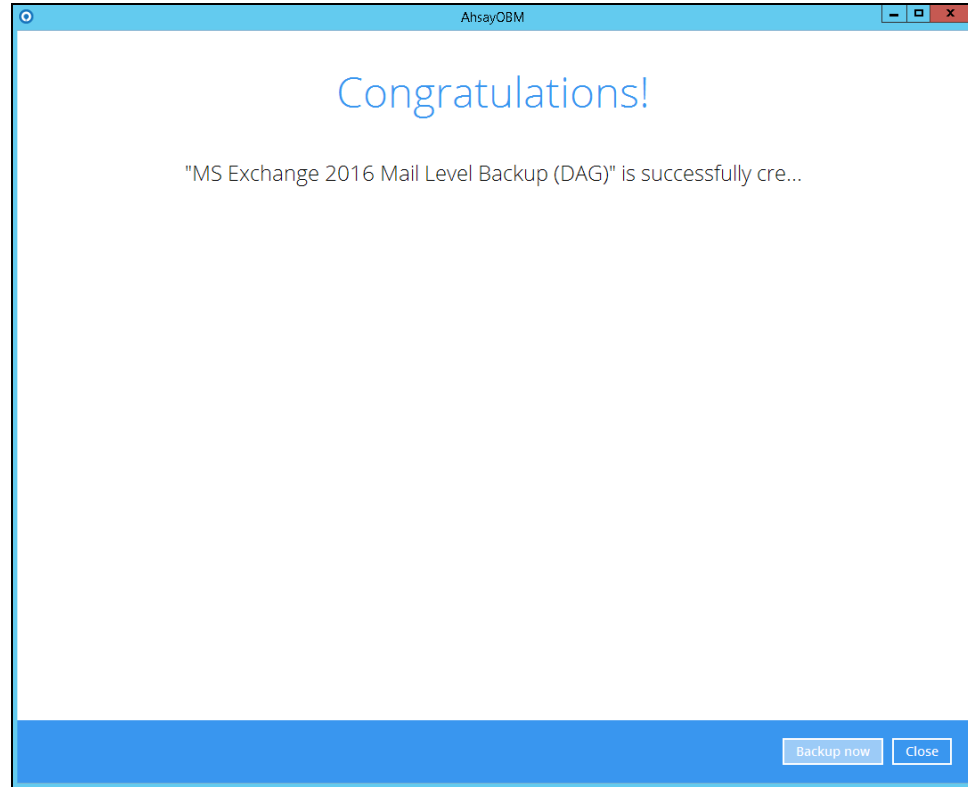 AhsayOBM
Congratulations!
"MS Exchange 2016 Mail Level Backup (DAG)" is successfully cre...
Backup now
Close